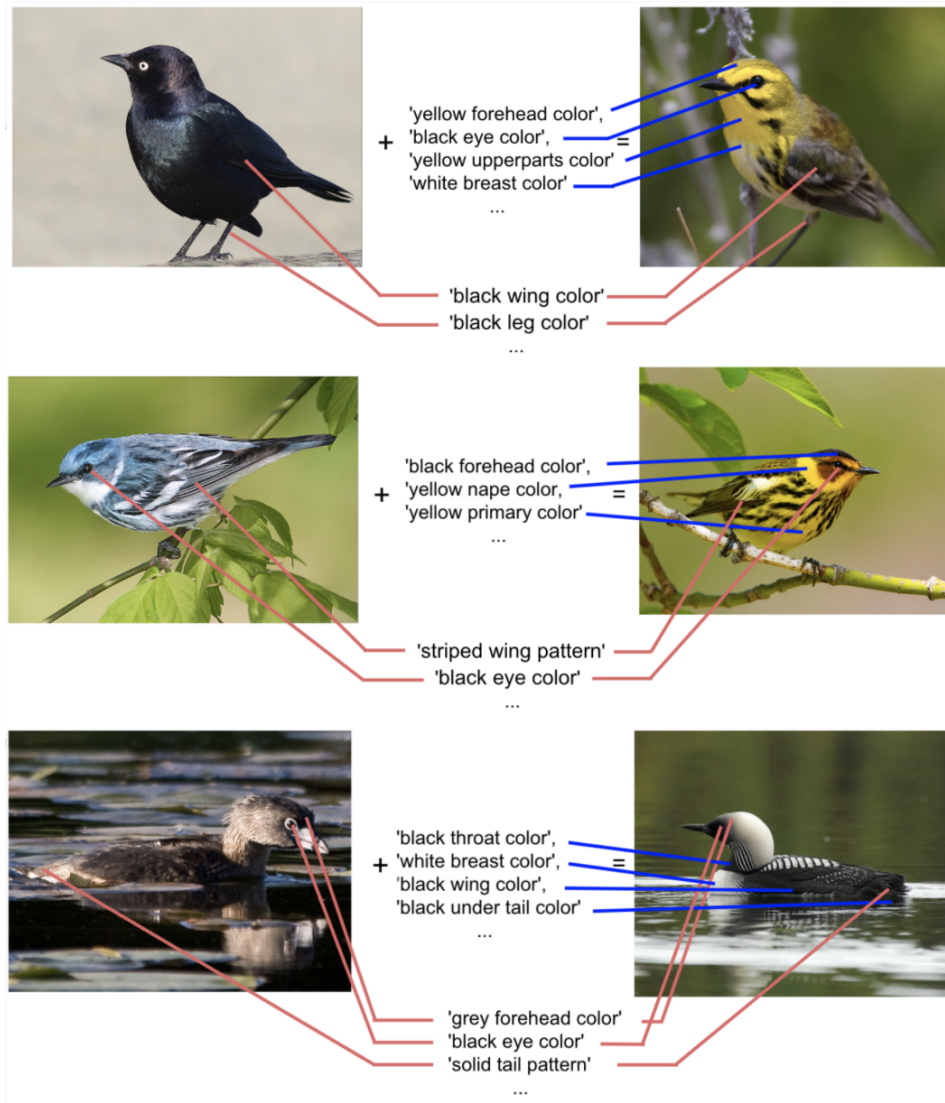 +
'yellow forehead color',
'black eye color',
'yellow upperparts color'
=
'white breast color'
...
'black wing color'
'black leg color'
...
'black forehead color',
'yellow nape color,
+ =
'yellow primary color'
...
'striped wing pattern'
'black eye color'
...
'black throat color',
'white breast color',
+ =
'black wing color',
'black under tail color'
...
'grey forehead color'
'black eye color'
'solid tail pattern'
...